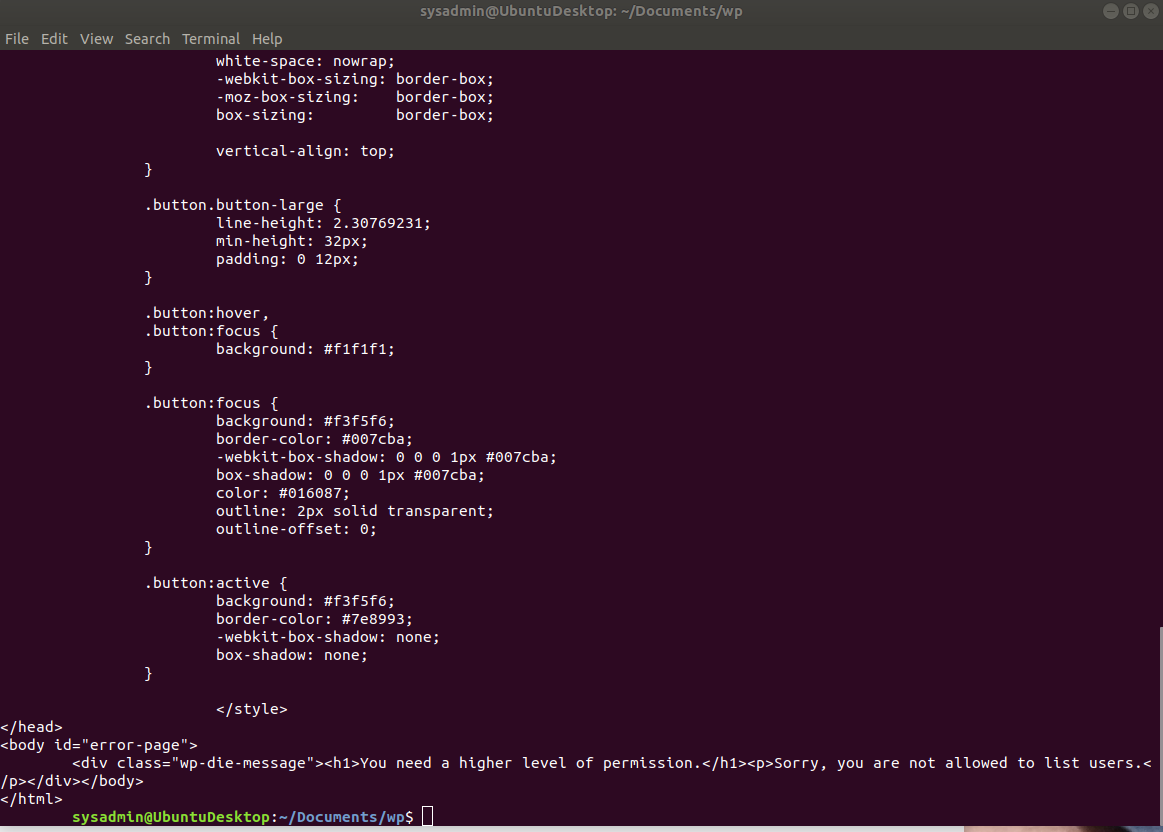 sysadmin@UbuntuDesktop: ~/Documents/wp
File Edit View Search Terminal Help
white-space: nowrap;
-webkit-box-sizing: border-box;
-moz-box-sizing:    border-box;
box-sizing:         border-box;
vertical-align: top;
}
.button.button-large {
line-height: 2.30769231;
min-height: 32px;
padding: 0 12px;
}
.button:hover,
.button:focus {
background: #f1f1f1;
}
.button:focus {
background: #f3f5f6;
border-color: #007cba;
-webkit-box-shadow: 0 0 0 1px #007cba;
box-shadow: 0 0 0 1px #007cba;
color: #016087;
outline: 2px solid transparent;
outline-offset: 0;
}
.button:active {
background: #f3f5f6;
border-color: #7e8993;
-webkit-box-shadow: none;
box-shadow: none;
}
</style>
</head>
<body id="error-page">
<div class="wp-die-message"><h1>You need a higher level of permission.</h1><p>Sorry, you are not allowed to list users.<
/p></div></body>
</html>
sysadmin@UbuntuDesktop:~/Documents/wp$